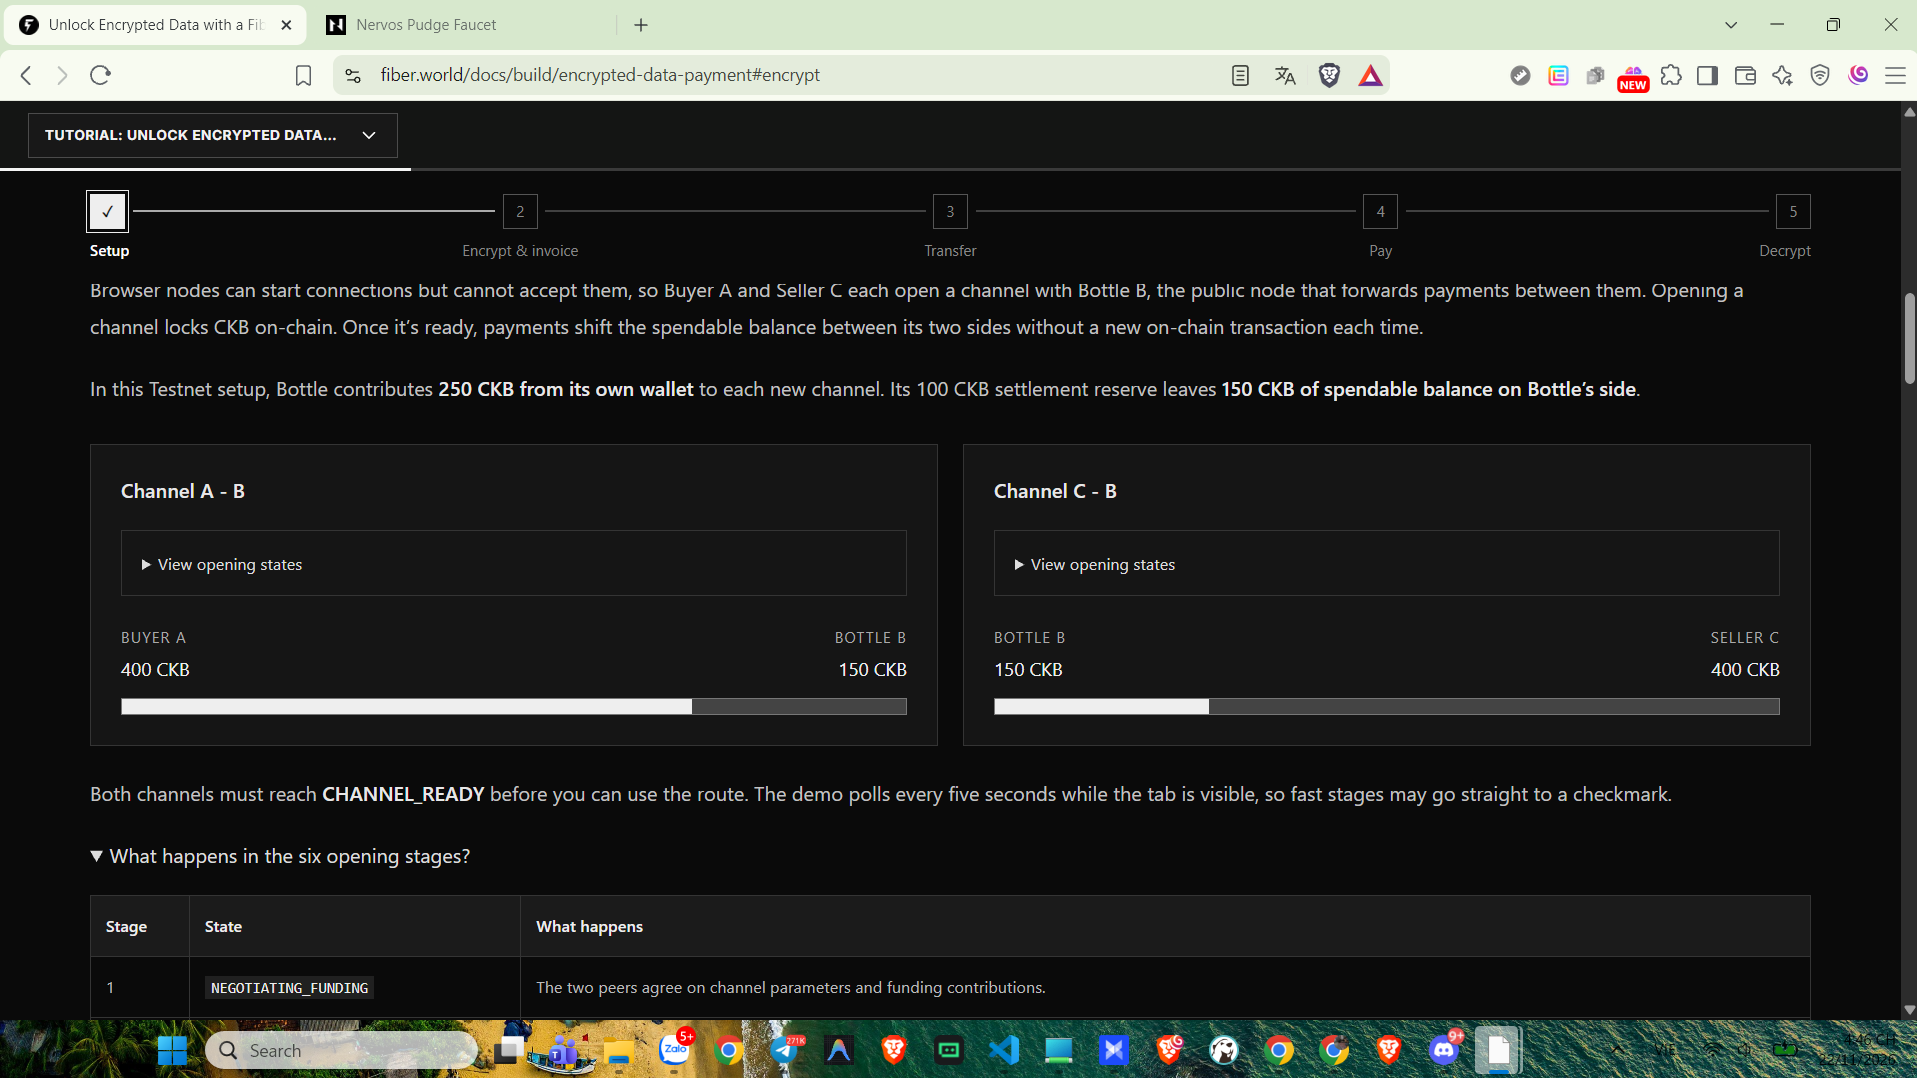 Unlock Encrypted Data with a Fib
Nervos Pudge Faucet
fiber.world/docs/build/encrypted-data-payment#encrypt
NEW
TUTORIAL: UNLOCK ENCRYPTED DATA...
✓ 2 3 4 5
Setup Encrypt & invoice Transfer Pay Decrypt
Browser nodes can start connections but cannot accept them, so Buyer A and Seller C each open a channel with Bottle B, the public node that forwards payments between them. Opening a
channel locks CKB on-chain. Once it’s ready, payments shift the spendable balance between its two sides without a new on-chain transaction each time.
In this Testnet setup, Bottle contributes 250 CKB from its own wallet to each new channel. Its 100 CKB settlement reserve leaves 150 CKB of spendable balance on Bottle’s side.
Channel A - B
▶ View opening states
BUYER A BOTTLE B
400 CKB 150 CKB
Channel C - B
▶ View opening states
BOTTLE B SELLER C
150 CKB 400 CKB
Both channels must reach CHANNEL_READY before you can use the route. The demo polls every five seconds while the tab is visible, so fast stages may go straight to a checkmark.
▼ What happens in the six opening stages?
Stage State What happens
1 NEGOTIATING_FUNDING The two peers agree on channel parameters and funding contributions.
Search
Zalo
5+
271K
9+